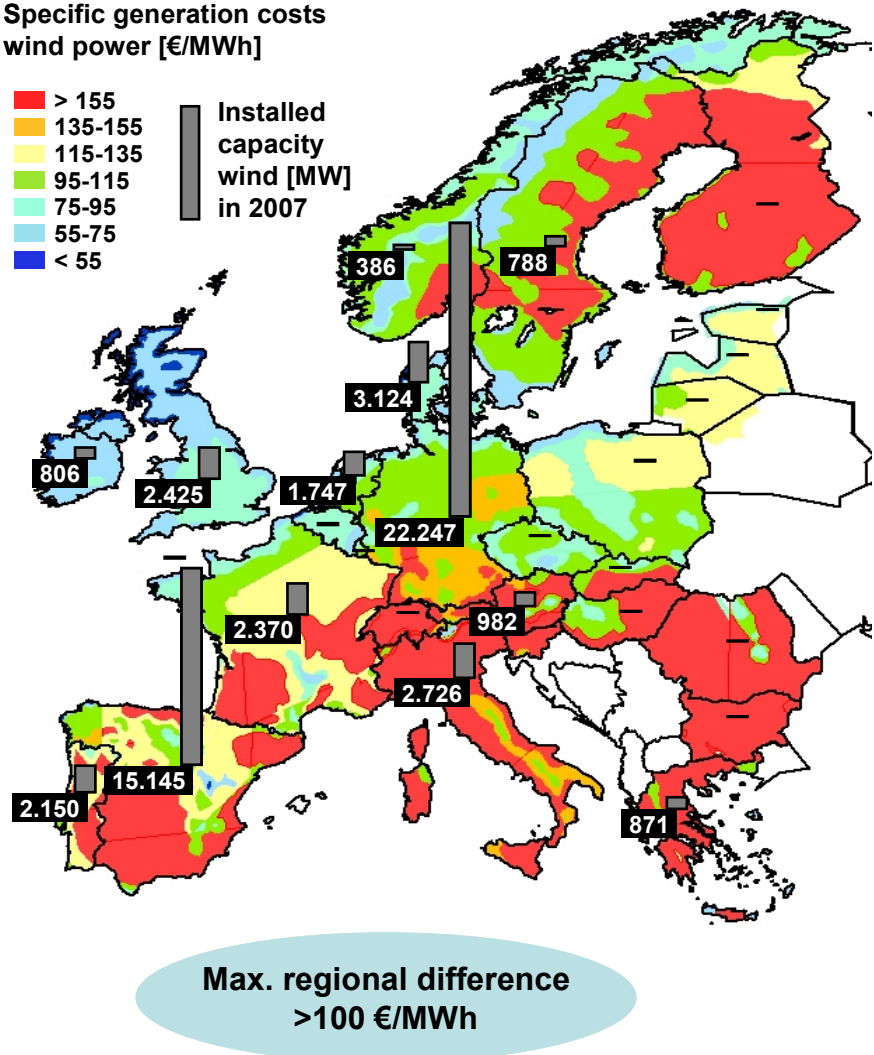 Specific generation costs
wind power [€/MWh]
> 155
135-155
115-135
95-115
75-95
55-75
< 55
Installed
capacity
wind [MW]
in 2007
386
788
3.124
806
2.425
1.747
22.247
2.370
982
2.726
15.145
2.150
871
Max. regional difference
>100 €/MWh